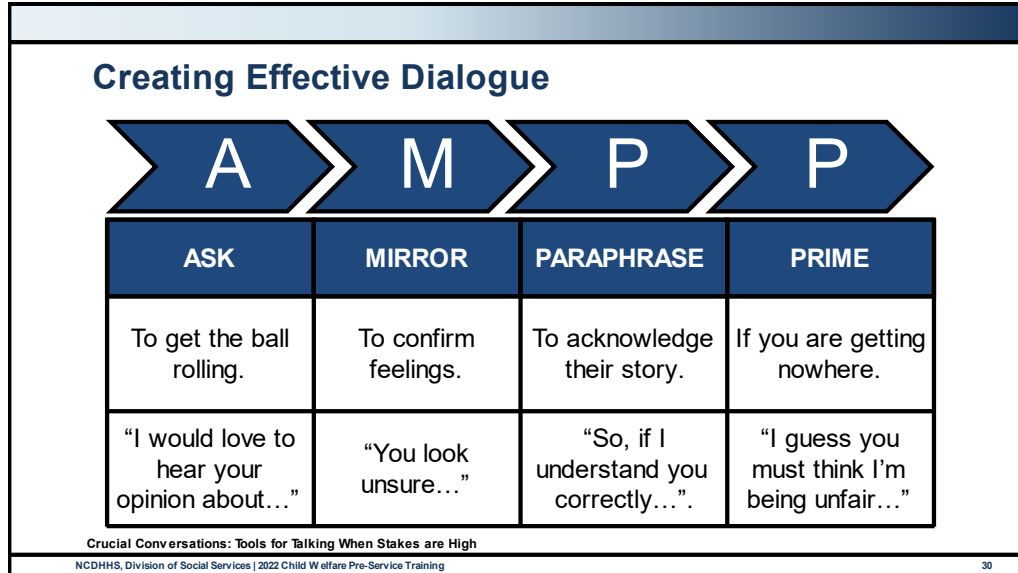 Creating Effective Dialogue
A M P P
ASK MIRROR PARAPHRASE PRIME
To get the ball
rolling.
To confirm
feelings.
To acknowledge
their story.
If you are getting
nowhere.
“I would love to
hear your
opinion about…”
“You look
unsure…”
“So, if I
understand you
correctly…”.
“I guess you
must think I’m
being unfair…”
Crucial Conversations: Tools for Talking When Stakes are High
NCDHHS, Division of Social Services | 2022 Child Welfare Pre-Service Training 30